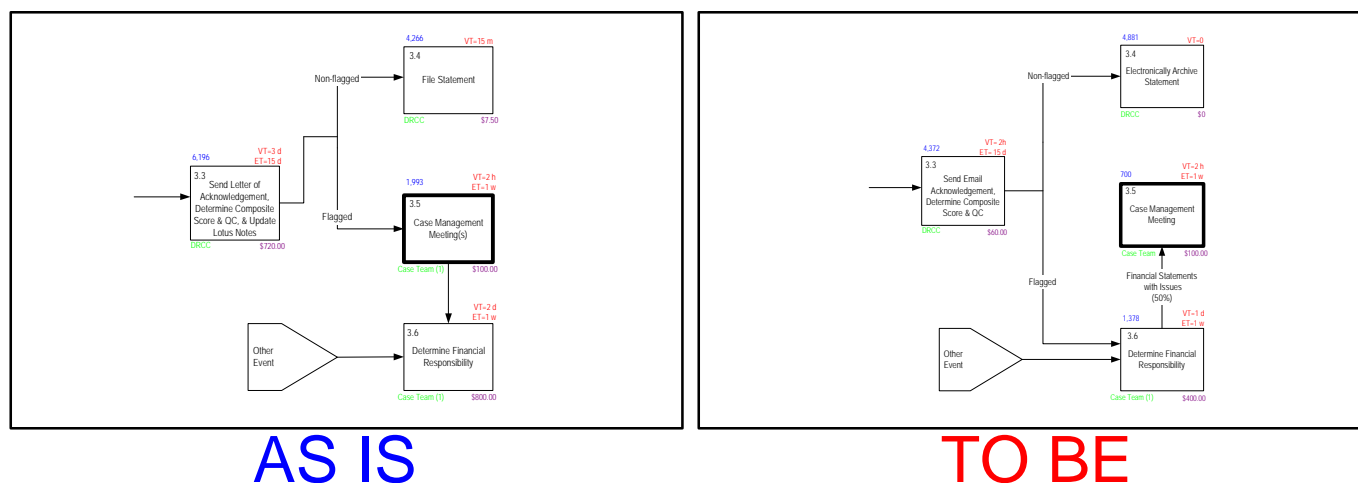 4,266
VT=15 m
3.4
File Statement
DRCC
$7.50
Non-flagged
6,196
VT=3 d
ET=15 d
3.3
Send Letter of
Acknowledgement,
Determine Composite
Score & QC, & Update
Lotus Notes
DRCC
$720.00
Flagged
1,993
VT=2 h
ET=1 w
3.5
Case Management
Meeting(s)
Case Team (1)
$100.00
VT=2 d
ET=1 w
3.6
Determine Financial
Responsibility
Case Team (1)
$800.00
Other
Event
AS IS
4,881
VT=0
3.4
Electronically Archive
Statement
DRCC
$0
Non-flagged
4,372
VT=2h
ET=15 d
3.3
Send Email
Acknowledgement,
Determine Composite
Score & QC
DRCC
$60.00
700
VT=2 h
ET=1 w
3.5
Case Management
Meeting
Case Team
$100.00
Flagged
Financial Statements
with Issues
(50%)
1,378
VT=1 d
ET=1 w
3.6
Determine Financial
Responsibility
Case Team (1)
$400.00
Other
Event
TO BE